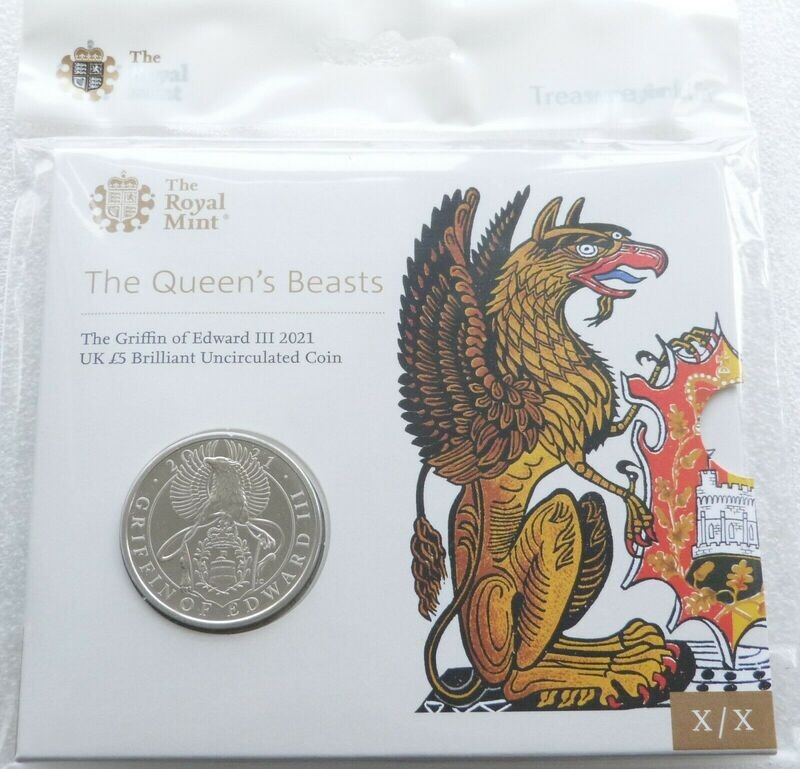 The
Royal
Mint
Treasure
The
Royal
Mint®
The Queen's Beasts
The Griffin of Edward III 2021
UK £5 Brilliant Uncirculated Coin
2021
GRIFFIN OF EDWARD III
X/X